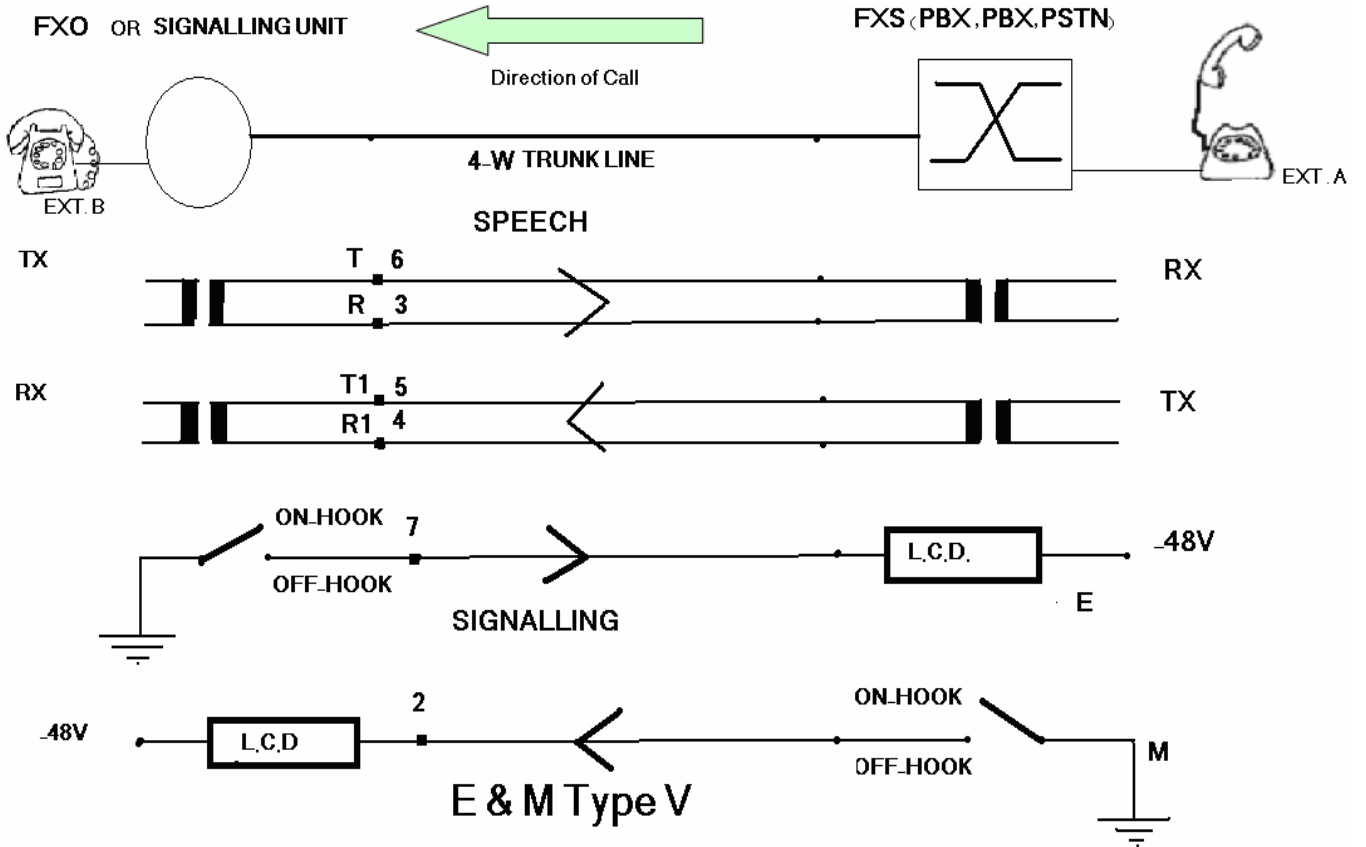 FXO OR SIGNALLING UNIT
FXS (PBX, PBX, PSTN)
Direction of Call
4-W TRUNK LINE
EXT. B
EXT. A
SPEECH
TX
T 6
RX
R 3
RX
T1 5
TX
R1 4
ON-HOOK 7
L.C.D.
-48V
OFF-HOOK
E
SIGNALLING
2
ON-HOOK
-48V
L.C.D
M
OFF-HOOK
E & M Type V